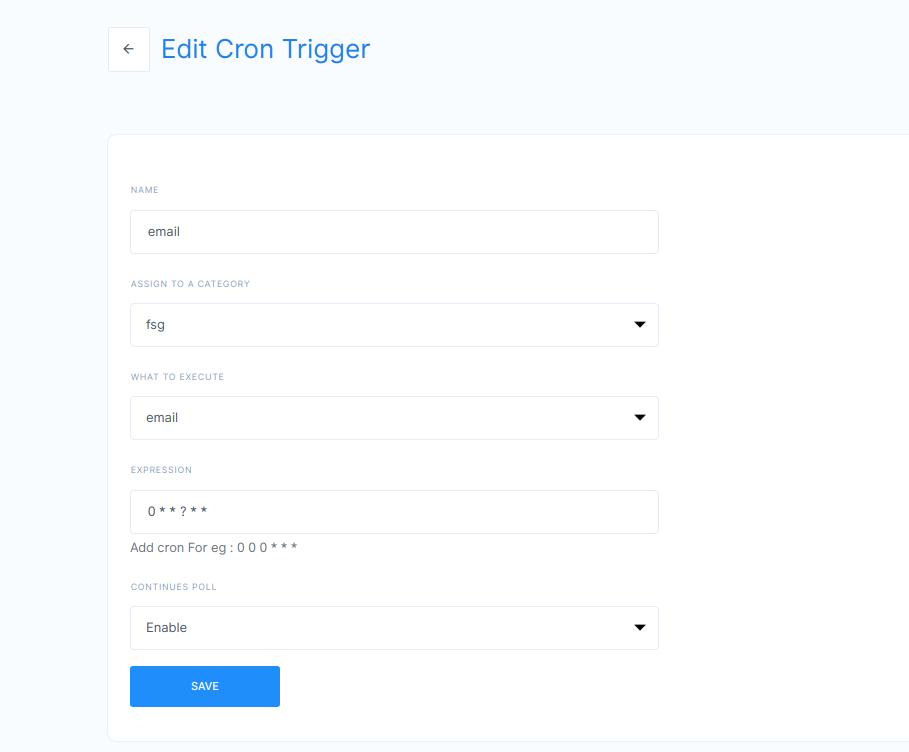 Edit Cron Trigger
NAME
email
ASSIGN TO A CATEGORY
fsg
WHAT TO EXECUTE
email
EXPRESSION
0 * * ? * *
Add cron For eg : 0 0 0 * * *
CONTINUES POLL
Enable
SAVE